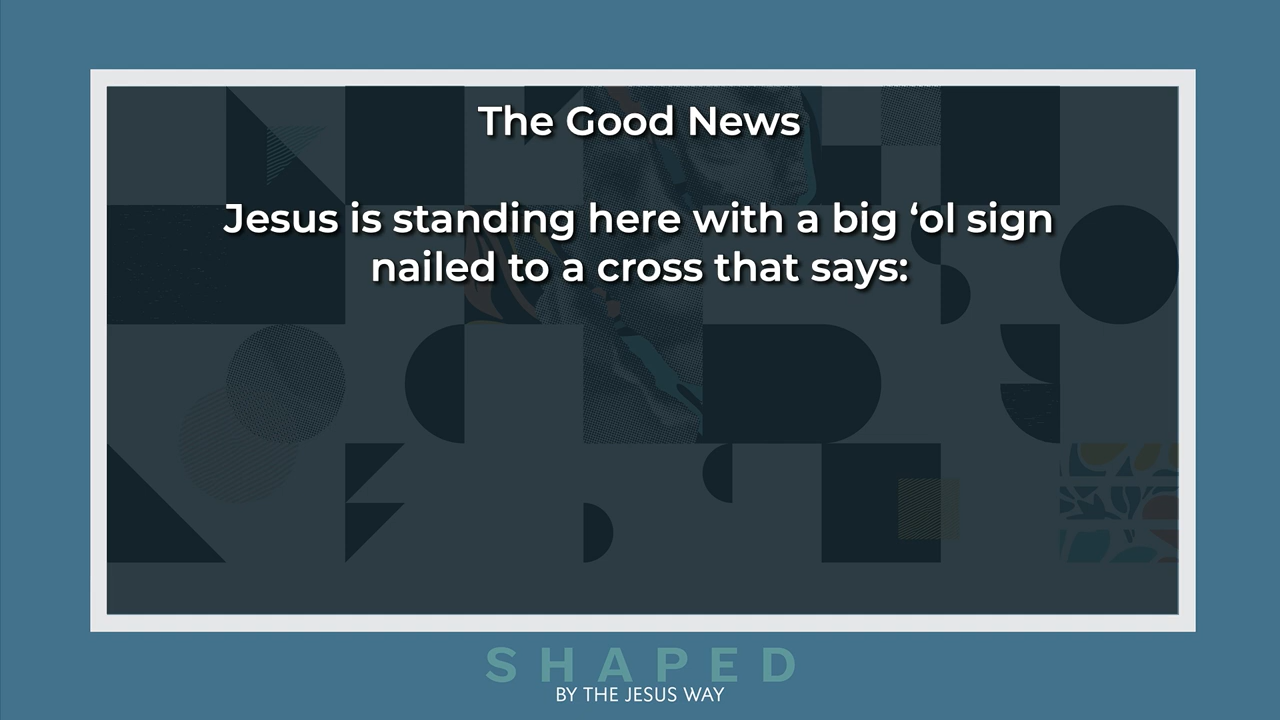 The Good News
Jesus is standing here with a big ‘ol sign
nailed to a cross that says:
SHAPED
BY THE JESUS WAY